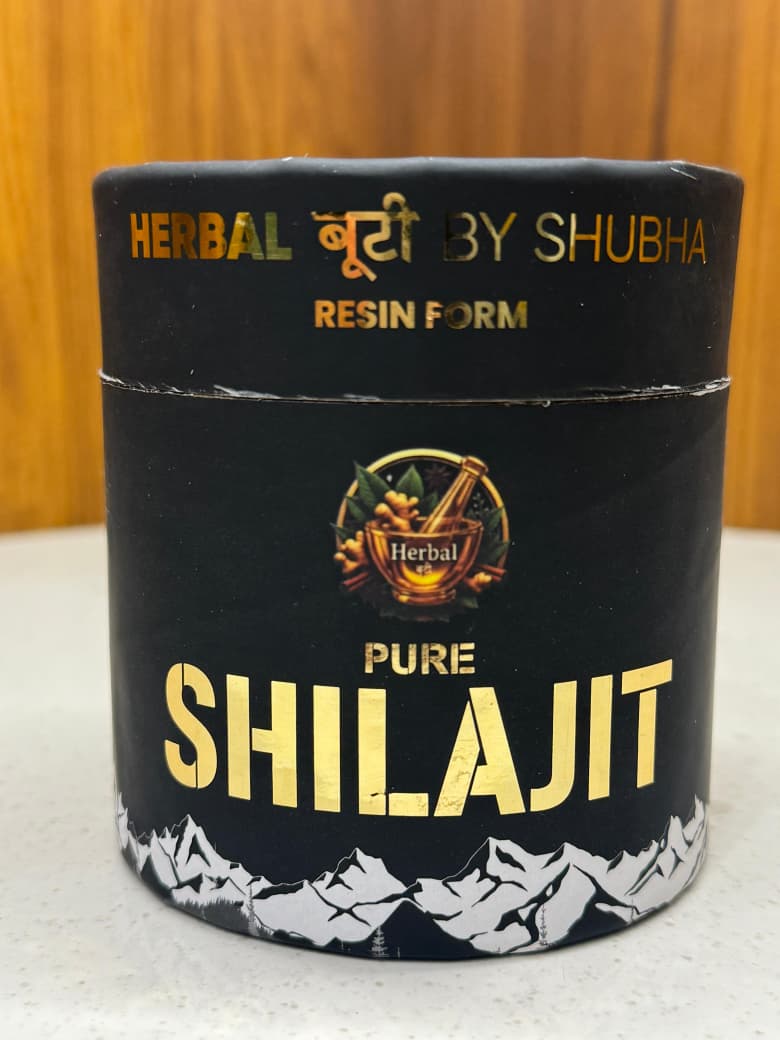 HERBAL बूटी BY SHUBHA
RESIN FORM
Herbal
बूटी
PURE
SHILAJIT